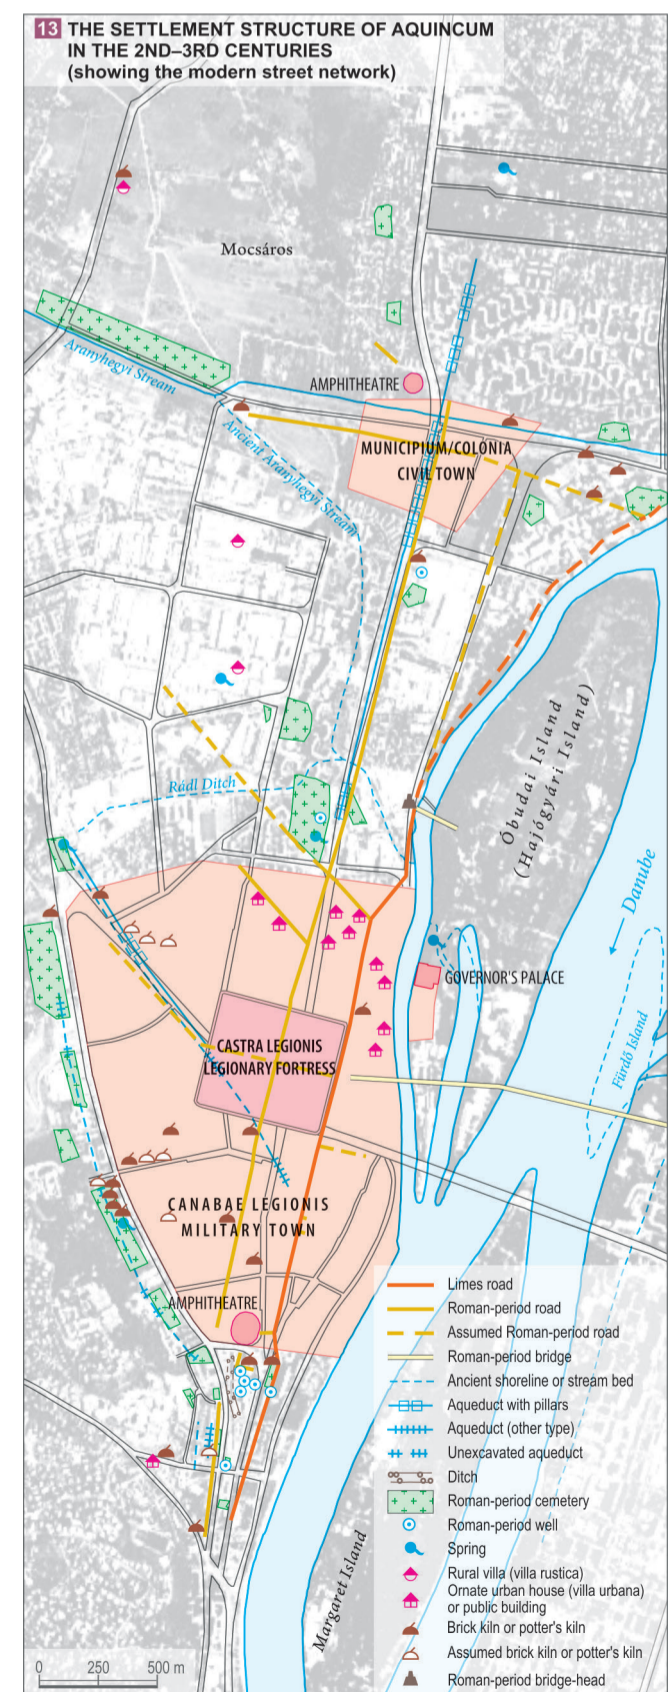 13 THE SETTLEMENT STRUCTURE OF AQUINCUM
IN THE 2ND–3RD CENTURIES
(showing the modern street network)
Mocsáros
Aranyhegyi Stream
AMPHITHEATRE
Ancient Aranyhegyi Stream
MUNICIPIUM/COLONIA
CIVIL TOWN
Óbudai Island
(Hajógyári Island)
Rádl Ditch
Danube
GOVERNOR'S PALACE
Fürdő Island
CASTRA LEGIONIS
LEGIONARY FORTRESS
CANABAE LEGIONIS
MILITARY TOWN
AMPHITHEATRE
Margaret Island
Limes road
Roman-period road
Assumed Roman-period road
Roman-period bridge
Ancient shoreline or stream bed
Aqueduct with pillars
Aqueduct (other type)
Unexcavated aqueduct
Ditch
Roman-period cemetery
Roman-period well
Spring
Rural villa (villa rustica)
Ornate urban house (villa urbana)
or public building
Brick kiln or potter's kiln
Assumed brick kiln or potter's kiln
Roman-period bridge-head
0 250 500 m